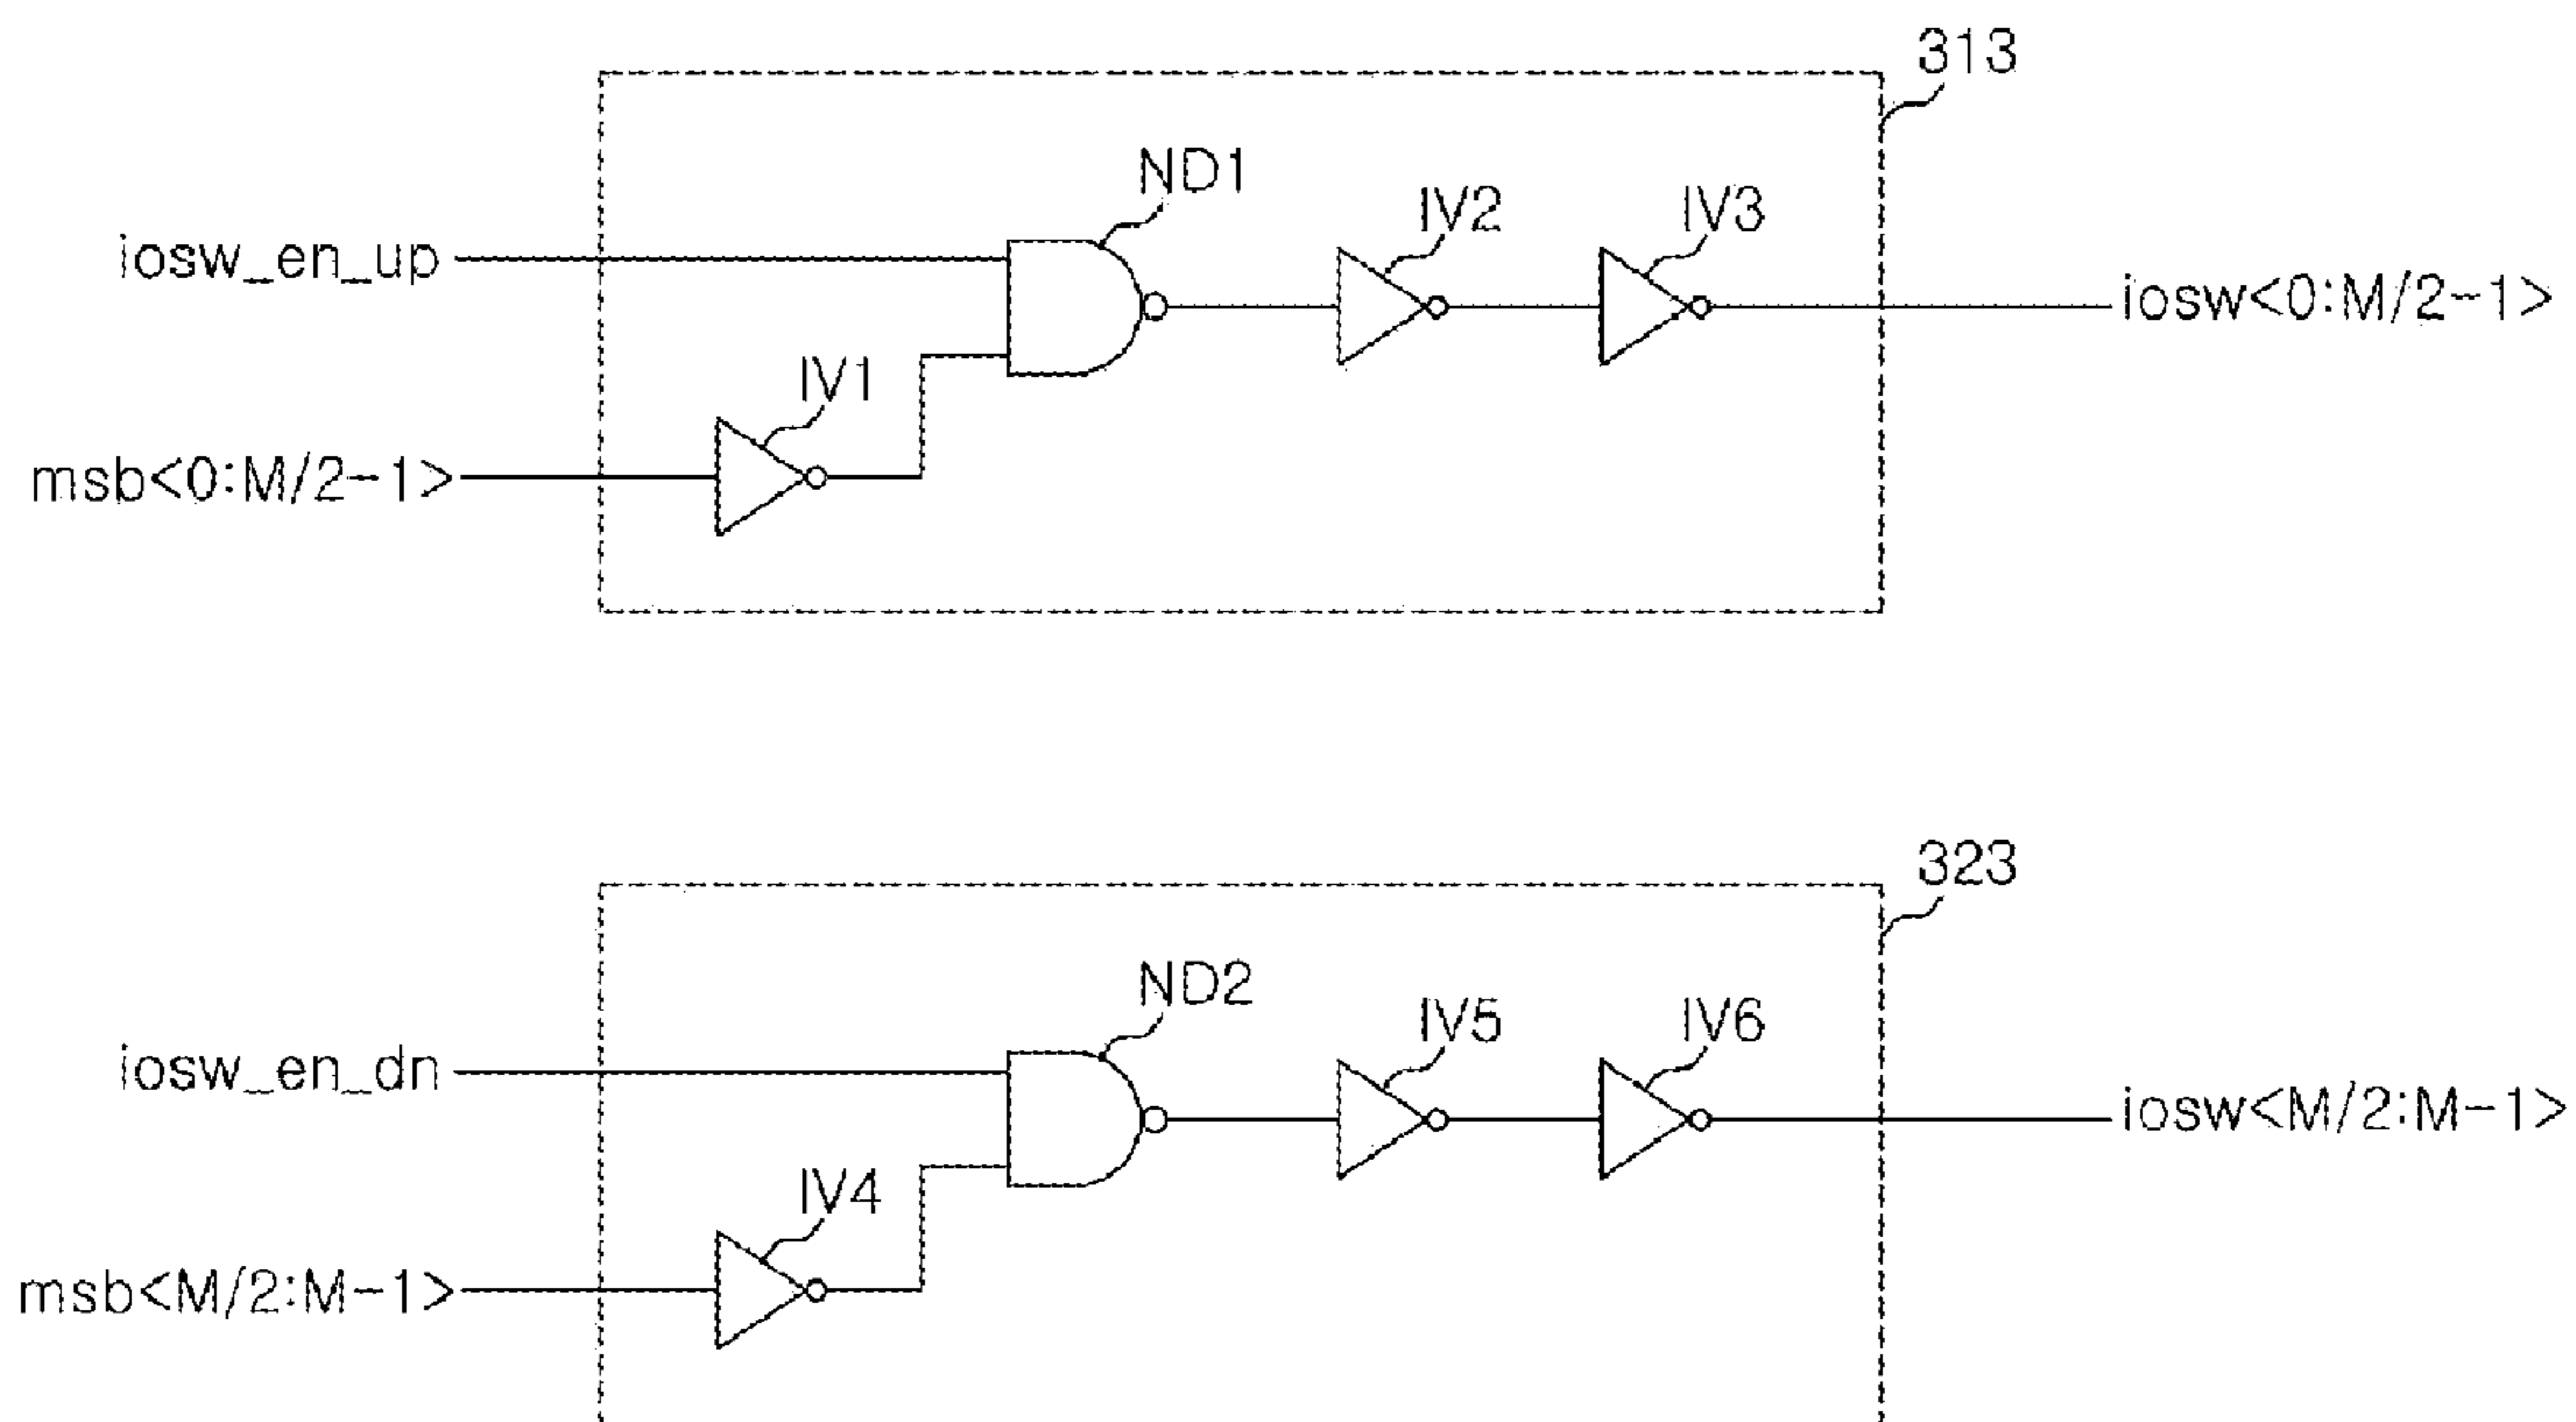 313
ND1
IV2
IV3
iosw_en_up
iosw<0:M/2-1>
IV1
msb<0:M/2-1>
323
ND2
IV5
IV6
iosw_en_dn
iosw<M/2:M-1>
IV4
msb<M/2:M-1>